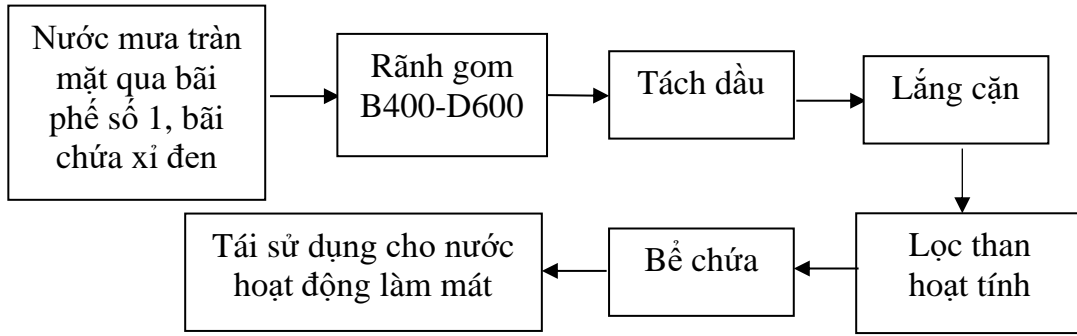 Nước mưa tràn
mặt qua bãi
phế số 1, bãi
chứa xỉ đen
Rãnh gom
B400-D600
Tách dầu
Lắng cặn
Lọc than
hoạt tính
Bể chứa
Tái sử dụng cho nước
hoạt động làm mát